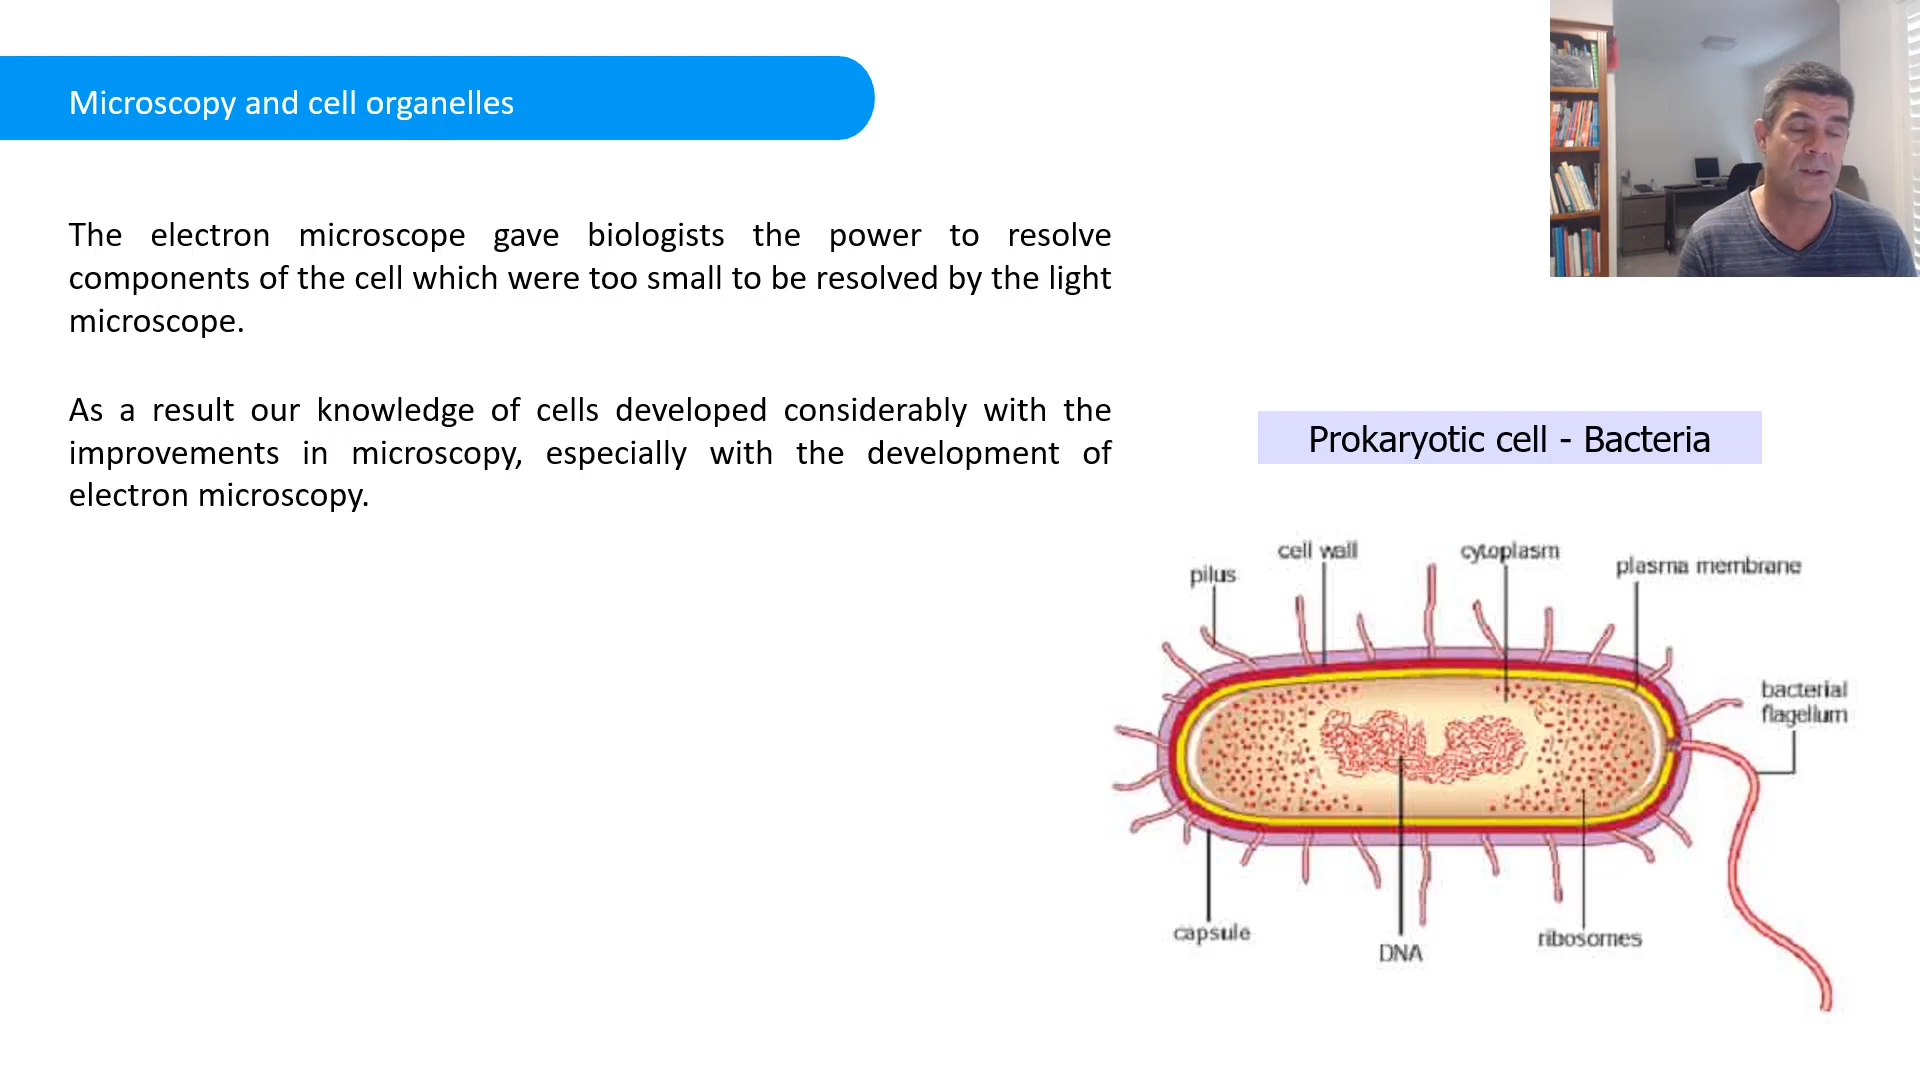 Microscopy and cell organelles
The electron microscope gave biologists the power to resolve
components of the cell which were too small to be resolved by the light
microscope.
As a result our knowledge of cells developed considerably with the
improvements in microscopy, especially with the development of
electron microscopy.
Prokaryotic cell - Bacteria
cell wall
cytoplasm
pilus
plasma membrane
bacterial
flagellum
capsule
DNA
ribosomes